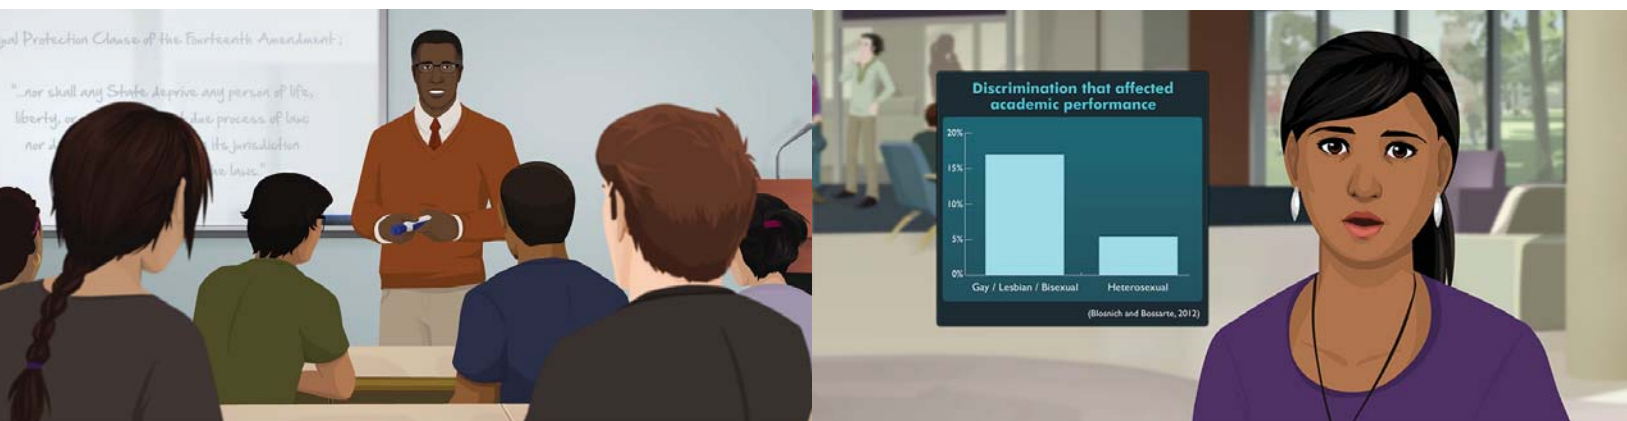 ual Protection Clause of the Fourteenth Amendment:
"...nor shall any State deprive any person of life,
liberty, or due process of law;
nor d its jurisdiction
laws."
Discrimination that affected
academic performance
20%
15%
10%
5%
0%
Gay / Lesbian / Bisexual Heterosexual
(Blosnich and Bossarte, 2012)